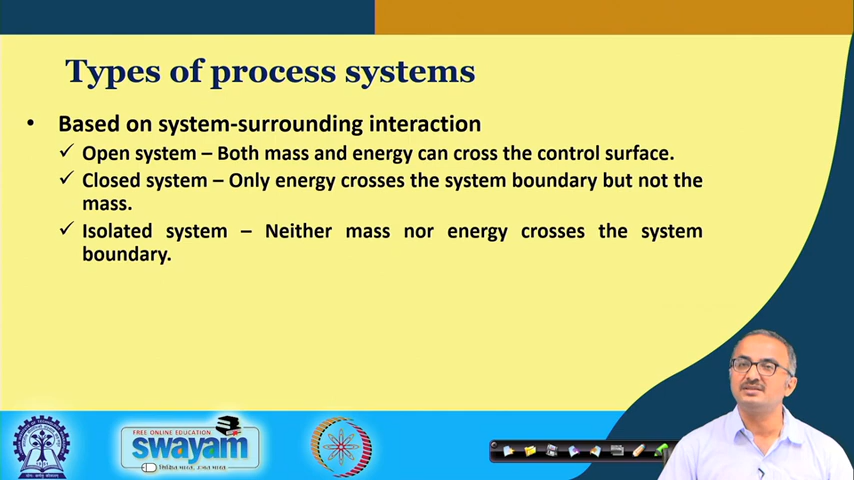 Types of process systems
• Based on system-surrounding interaction
✓ Open system – Both mass and energy can cross the control surface.
✓ Closed system – Only energy crosses the system boundary but not the
mass.
✓ Isolated system – Neither mass nor energy crosses the system
boundary.
FREE ONLINE EDUCATION
swayam